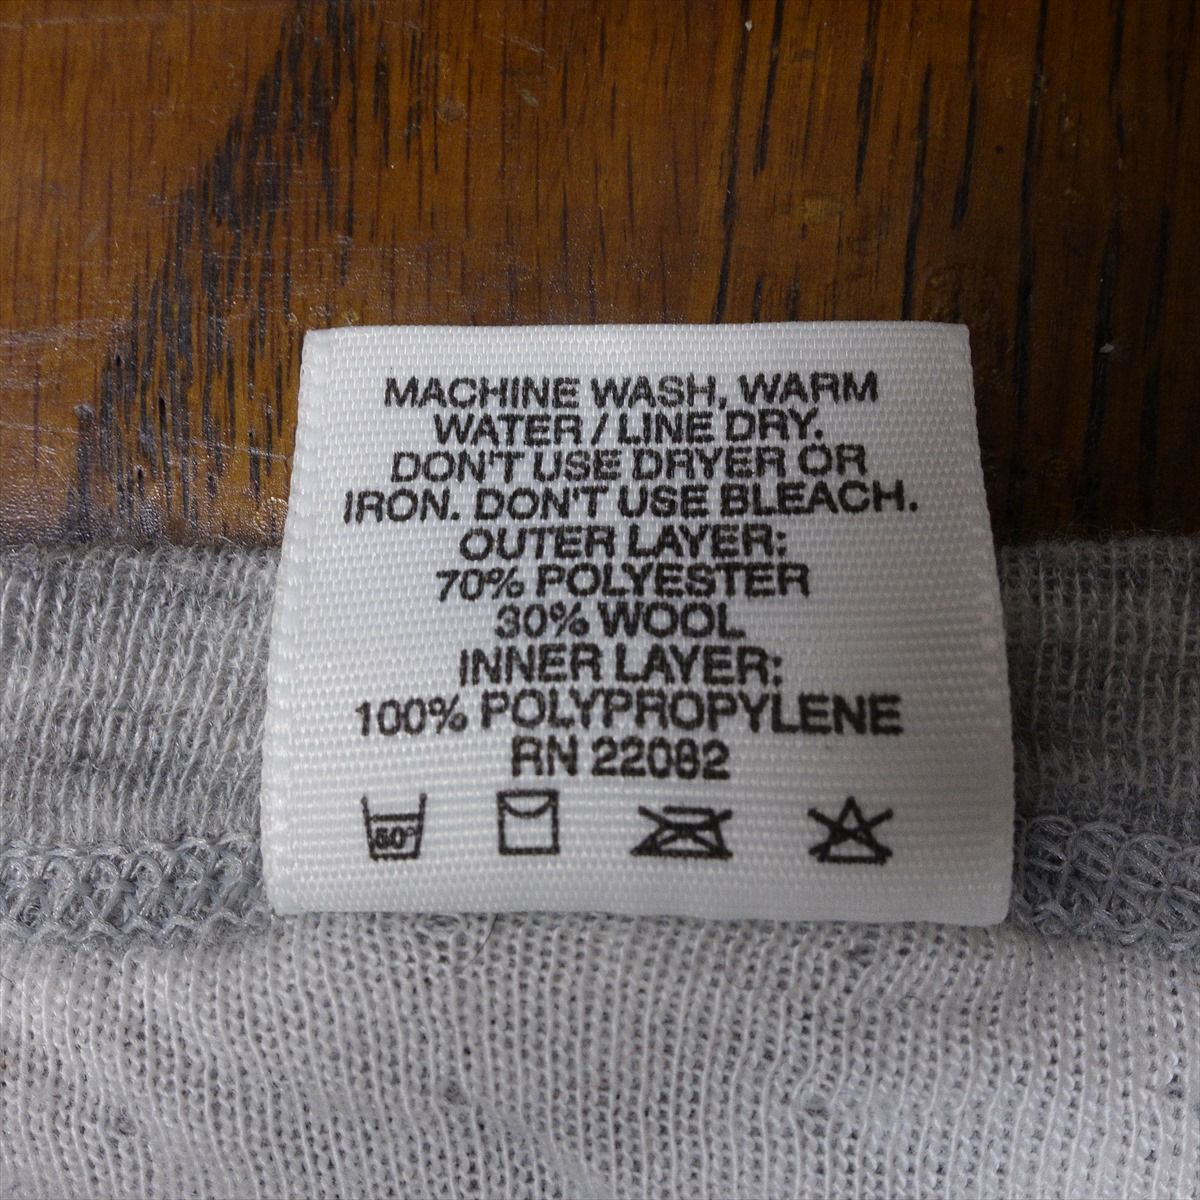 MACHINE WASH, WARM
WATER / LINE DRY.
DON'T USE DRYER OR
IRON. DON'T USE BLEACH.
OUTER LAYER:
70% POLYESTER
30% WOOL
INNER LAYER:
100% POLYPROPYLENE
RN 22082